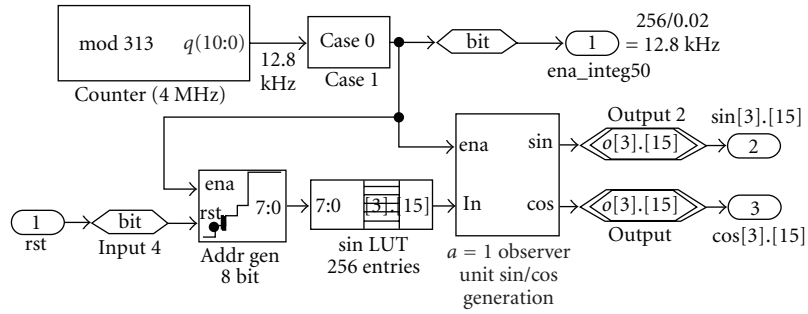 mod 313
q(10:0)
Counter (4 MHz)
12.8
kHz
Case 0
Case 1
bit
1
ena_integ50
256/0.02
= 12.8 kHz
1
rst
bit
Input 4
ena
rst
7:0
Addr gen
8 bit
7:0
[3].[15]
sin LUT
256 entries
ena
In
sin
cos
a = 1 observer
unit sin/cos
generation
Output 2
o[3].[15]
sin[3].[15]
2
o[3].[15]
Output
3
cos[3].[15]